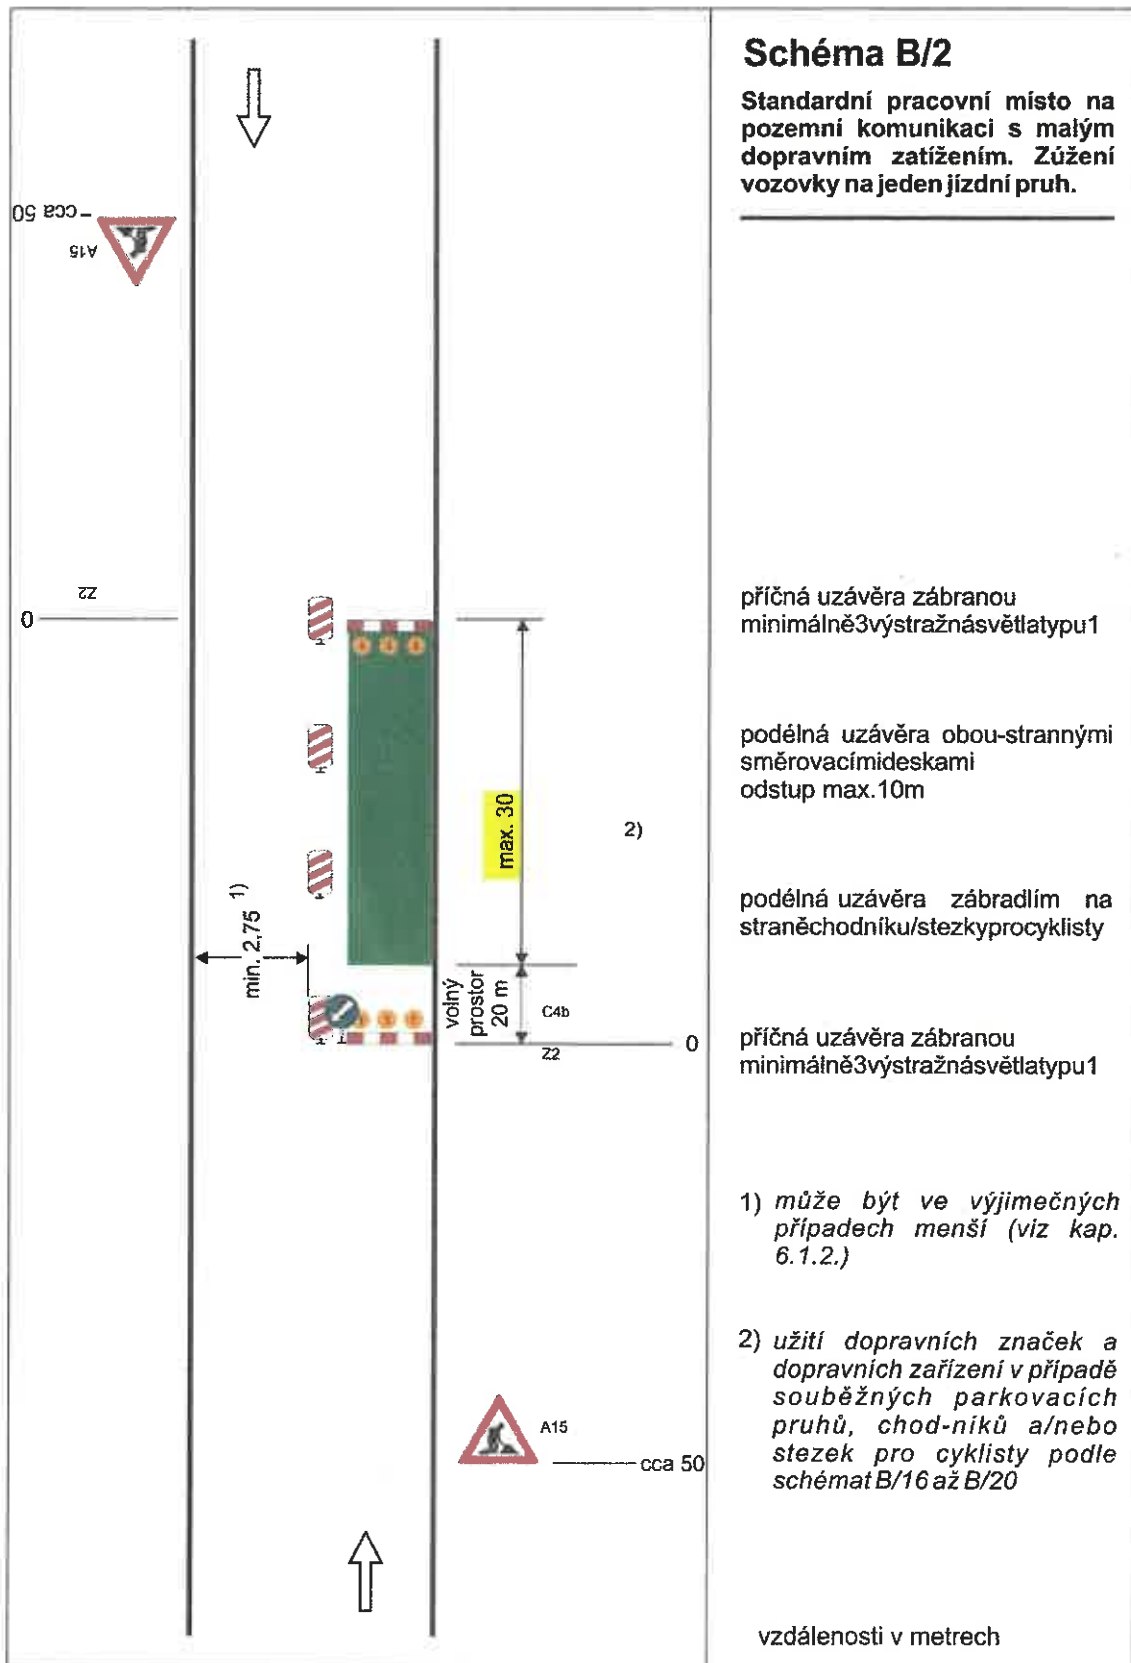 Schéma B/2
Standardní pracovní místo na
pozemní komunikaci s malým
dopravním zatížením. Zúžení
vozovky na jeden jízdní pruh.
cca 50
A15
Z2
0
příčná uzávěra zábranou
minimálně3výstražnásvětlatypu1
podélná uzávěra obou-strannými
směrovacímideskami
odstup max.10m
max. 30
2)
podélná uzávěra zábradlím na
straněchodníku/stezkyprocyklisty
min. 2,75 1)
volný
prostor
20 m
C4b
Z2
0
příčná uzávěra zábranou
minimálně3výstražnásvětlatypu1
1) může být ve výjimečných
případech menší (viz kap.
6.1.2.)
2) užití dopravních značek a
dopravních zařízení v případě
souběžných parkovacích
pruhů, chod-níků a/nebo
stezek pro cyklisty podle
schémat B/16 až B/20
A15
cca 50
vzdálenosti v metrech